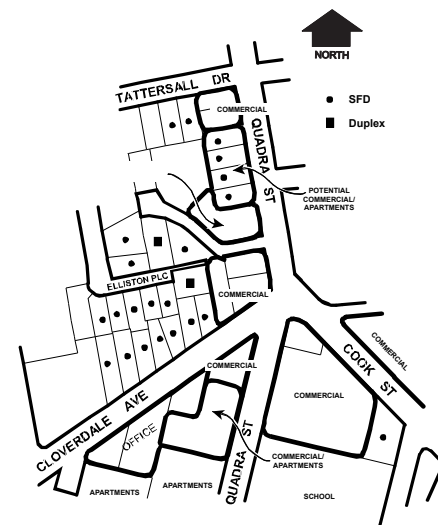 NORTH
TATTERSALL DR
COMMERCIAL
SFD
Duplex
QUADRA ST
POTENTIAL
COMMERCIAL/
APARTMENTS
ELLISTON PLC
COMMERCIAL
COMMERCIAL
COOK ST
COMMERCIAL
COMMERCIAL
CLOVERDALE AVE
OFFICE
QUADRA ST
COMMERCIAL/
APARTMENTS
APARTMENTS
APARTMENTS
SCHOOL